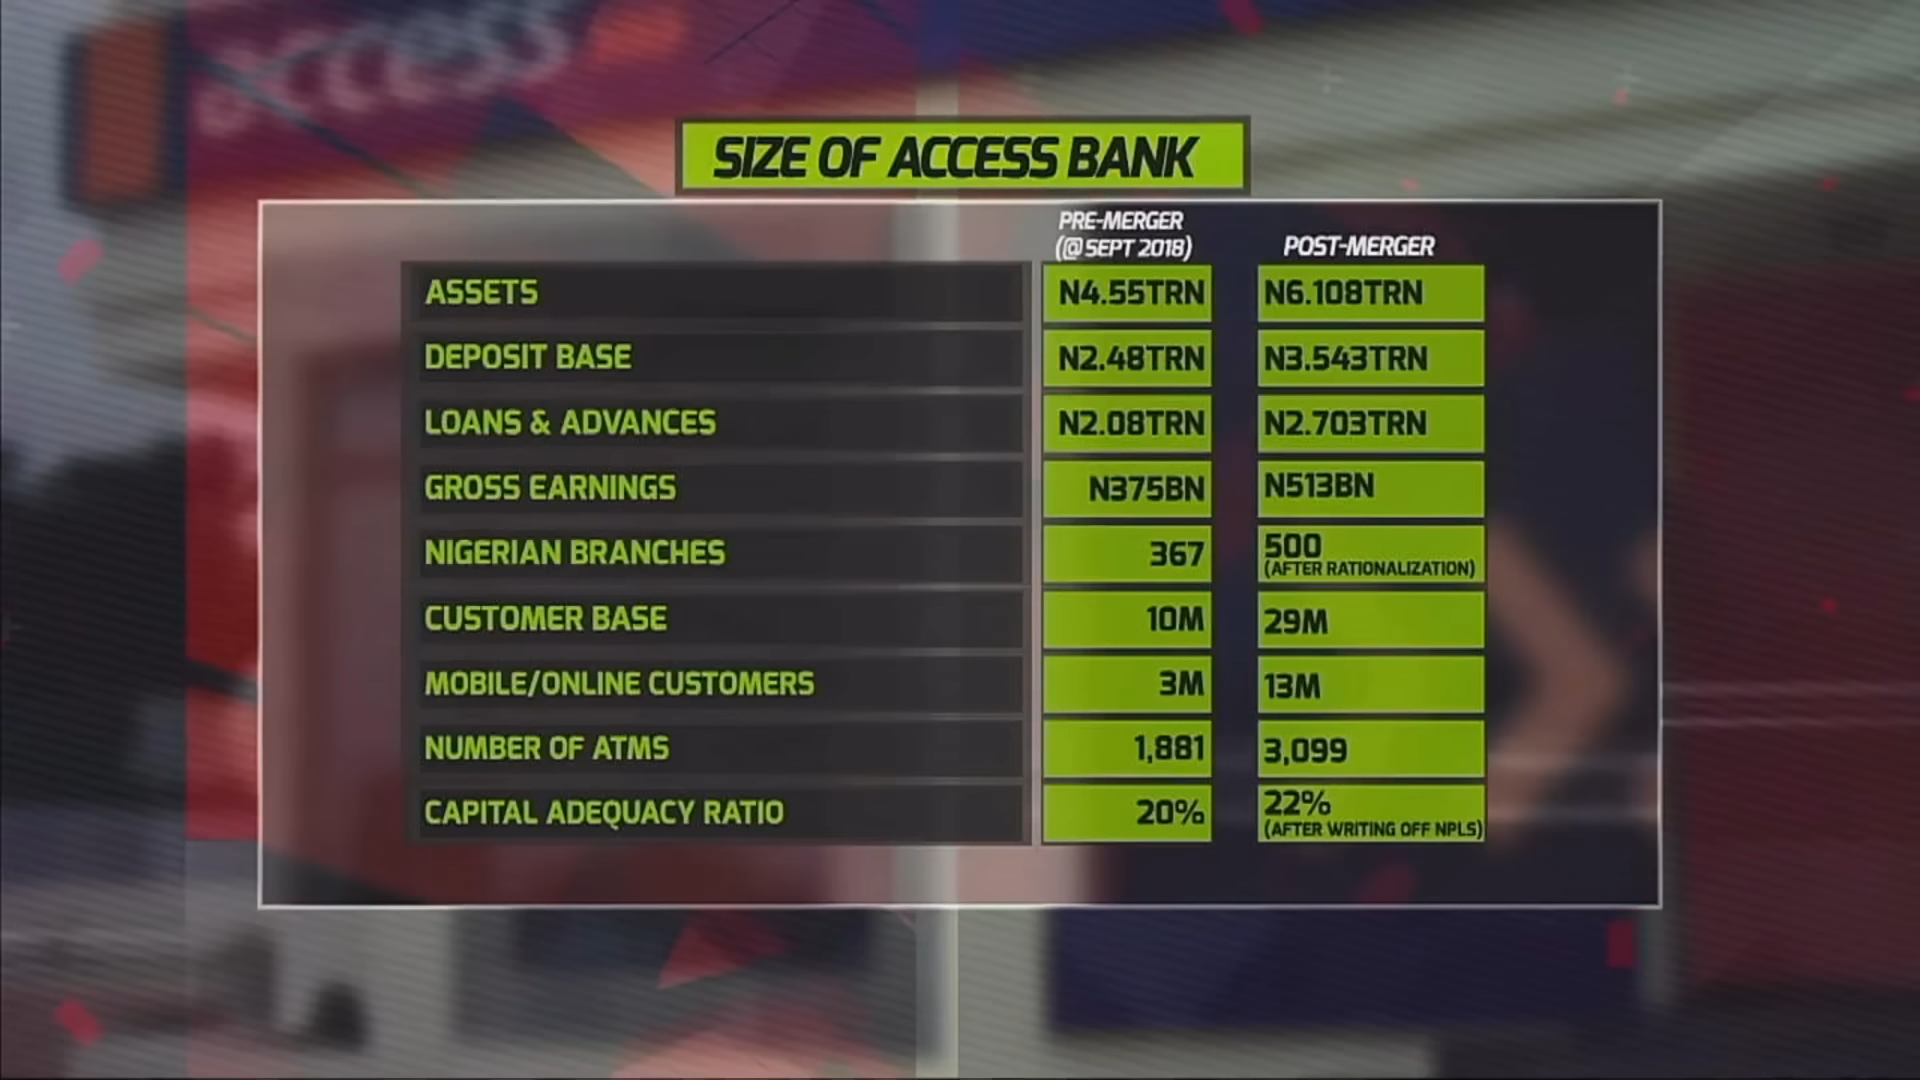 access
SIZE OF ACCESS BANK
PRE-MERGER
(@SEPT 2018)
POST-MERGER
ASSETS N4.55TRN N6.108TRN
DEPOSIT BASE N2.48TRN N3.543TRN
LOANS & ADVANCES N2.08TRN N2.703TRN
GROSS EARNINGS N375BN N513BN
NIGERIAN BRANCHES 367 500
(AFTER RATIONALIZATION)
CUSTOMER BASE 10M 29M
MOBILE/ONLINE CUSTOMERS 3M 13M
NUMBER OF ATMS 1,881 3,099
CAPITAL ADEQUACY RATIO 20% 22%
(AFTER WRITING OFF NPLS)